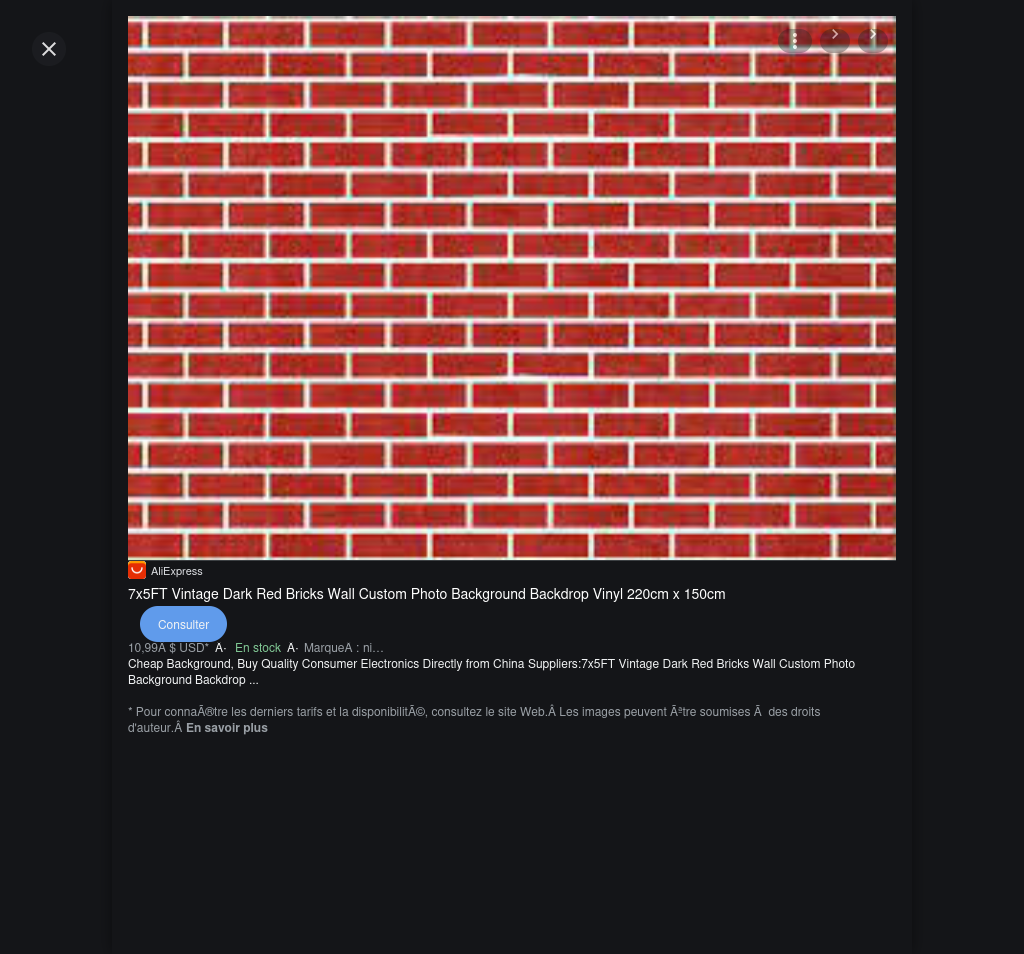 AliExpress
7x5FT Vintage Dark Red Bricks Wall Custom Photo Background Backdrop Vinyl 220cm x 150cm
Consulter
10,99Â $ USD* Â· En stock Â· MarqueÂ : ni…
Cheap Background, Buy Quality Consumer Electronics Directly from China Suppliers:7x5FT Vintage Dark Red Bricks Wall Custom Photo
Background Backdrop ...
* Pour connaÃ®tre les derniers tarifs et la disponibilitÃ©, consultez le site Web.Â Les images peuvent Ãªtre soumises Ã  des droits
d'auteur.Â En savoir plus